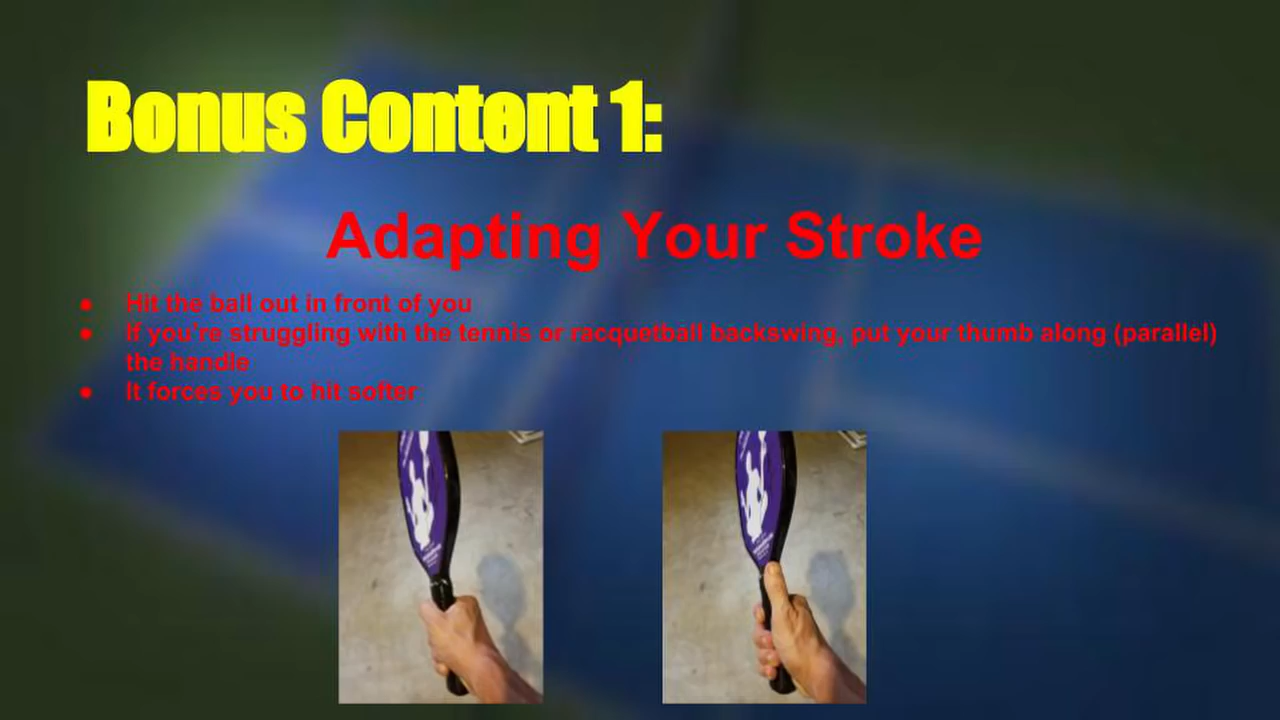 Bonus Content 1:
Adapting Your Stroke
● Hit the ball out in front of you
● If you're struggling with the tennis or racquetball backswing, put your thumb along (parallel)
the handle
● It forces you to hit softer